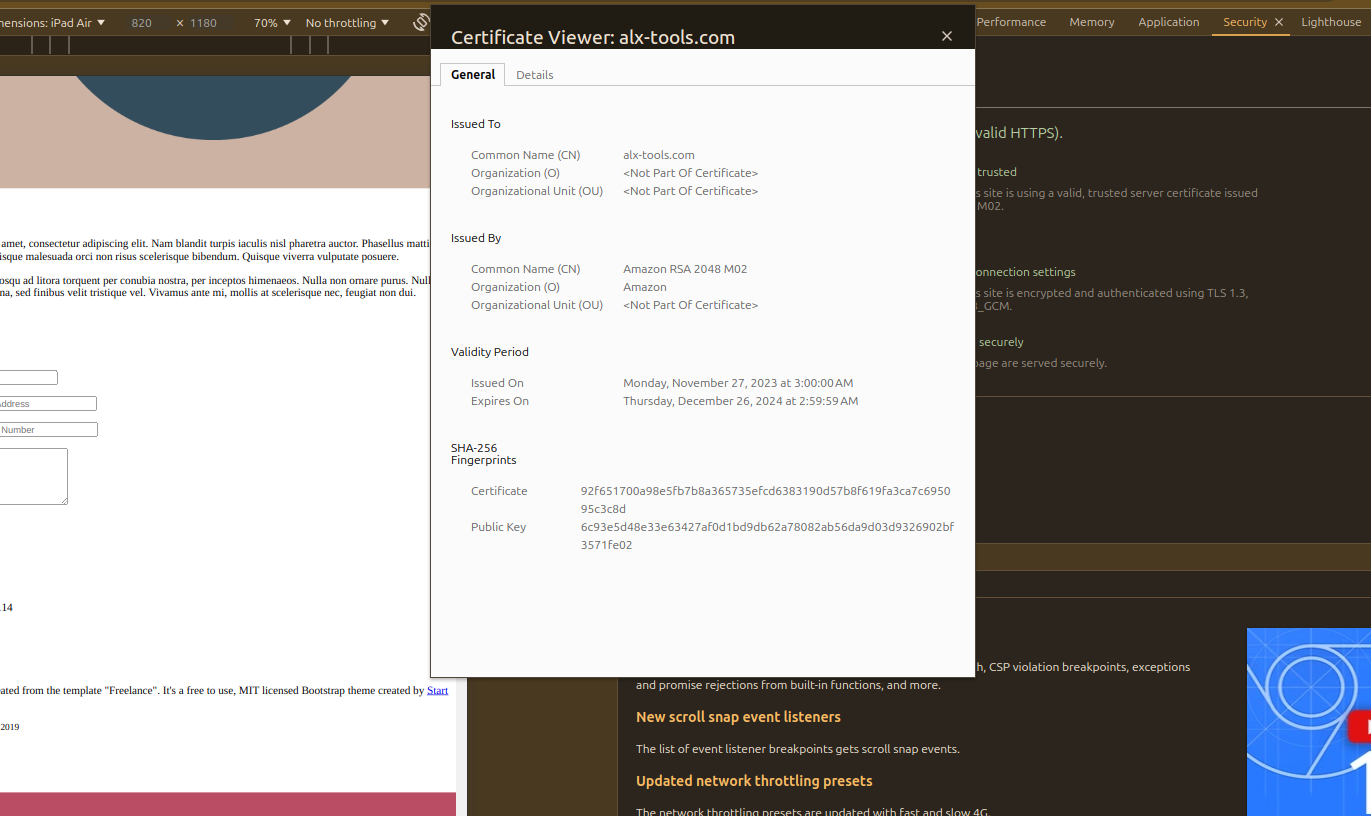 nensions: iPad Air ▼ 820 × 1180 70% ▼ No throttling ▼
Performance Memory Application Security × Lighthouse
Certificate Viewer: alx-tools.com ×
General Details
Issued To
Common Name (CN) alx-tools.com
Organization (O) <Not Part Of Certificate>
Organizational Unit (OU) <Not Part Of Certificate>
Issued By
Common Name (CN) Amazon RSA 2048 M02
Organization (O) Amazon
Organizational Unit (OU) <Not Part Of Certificate>
Validity Period
Issued On Monday, November 27, 2023 at 3:00:00 AM
Expires On Thursday, December 26, 2024 at 2:59:59 AM
SHA-256
Fingerprints
Certificate 92f651700a98e5fb7b8a365735efcd6383190d57b8f619fa3ca7c6950
95c3c8d
Public Key 6c93e5d48e33e63427af0d1bd9db62a78082ab56da9d03d9326902bf
3571fe02
amet, consectetur adipiscing elit. Nam blandit turpis iaculis nisl pharetra auctor. Phasellus matti
isque malesuada orci non risus scelerisque bibendum. Quisque viverra vulputate posuere.
osqu ad litora torquent per conubia nostra, per inceptos himenaeos. Nulla non ornare purus. Null
na, sed finibus velit tristique vel. Vivamus ante mi, mollis at scelerisque nec, feugiat non dui.
Address
Number
.14
eated from the template "Freelance". It's a free to use, MIT licensed Bootstrap theme created by Start
2019
valid HTTPS).
trusted
s site is using a valid, trusted server certificate issued
M02.
onnection settings
s site is encrypted and authenticated using TLS 1.3,
_GCM.
securely
page are served securely.
h, CSP violation breakpoints, exceptions
and promise rejections from built-in functions, and more.
New scroll snap event listeners
The list of event listener breakpoints gets scroll snap events.
Updated network throttling presets
The network throttling presets are updated with fast and slow 4G.